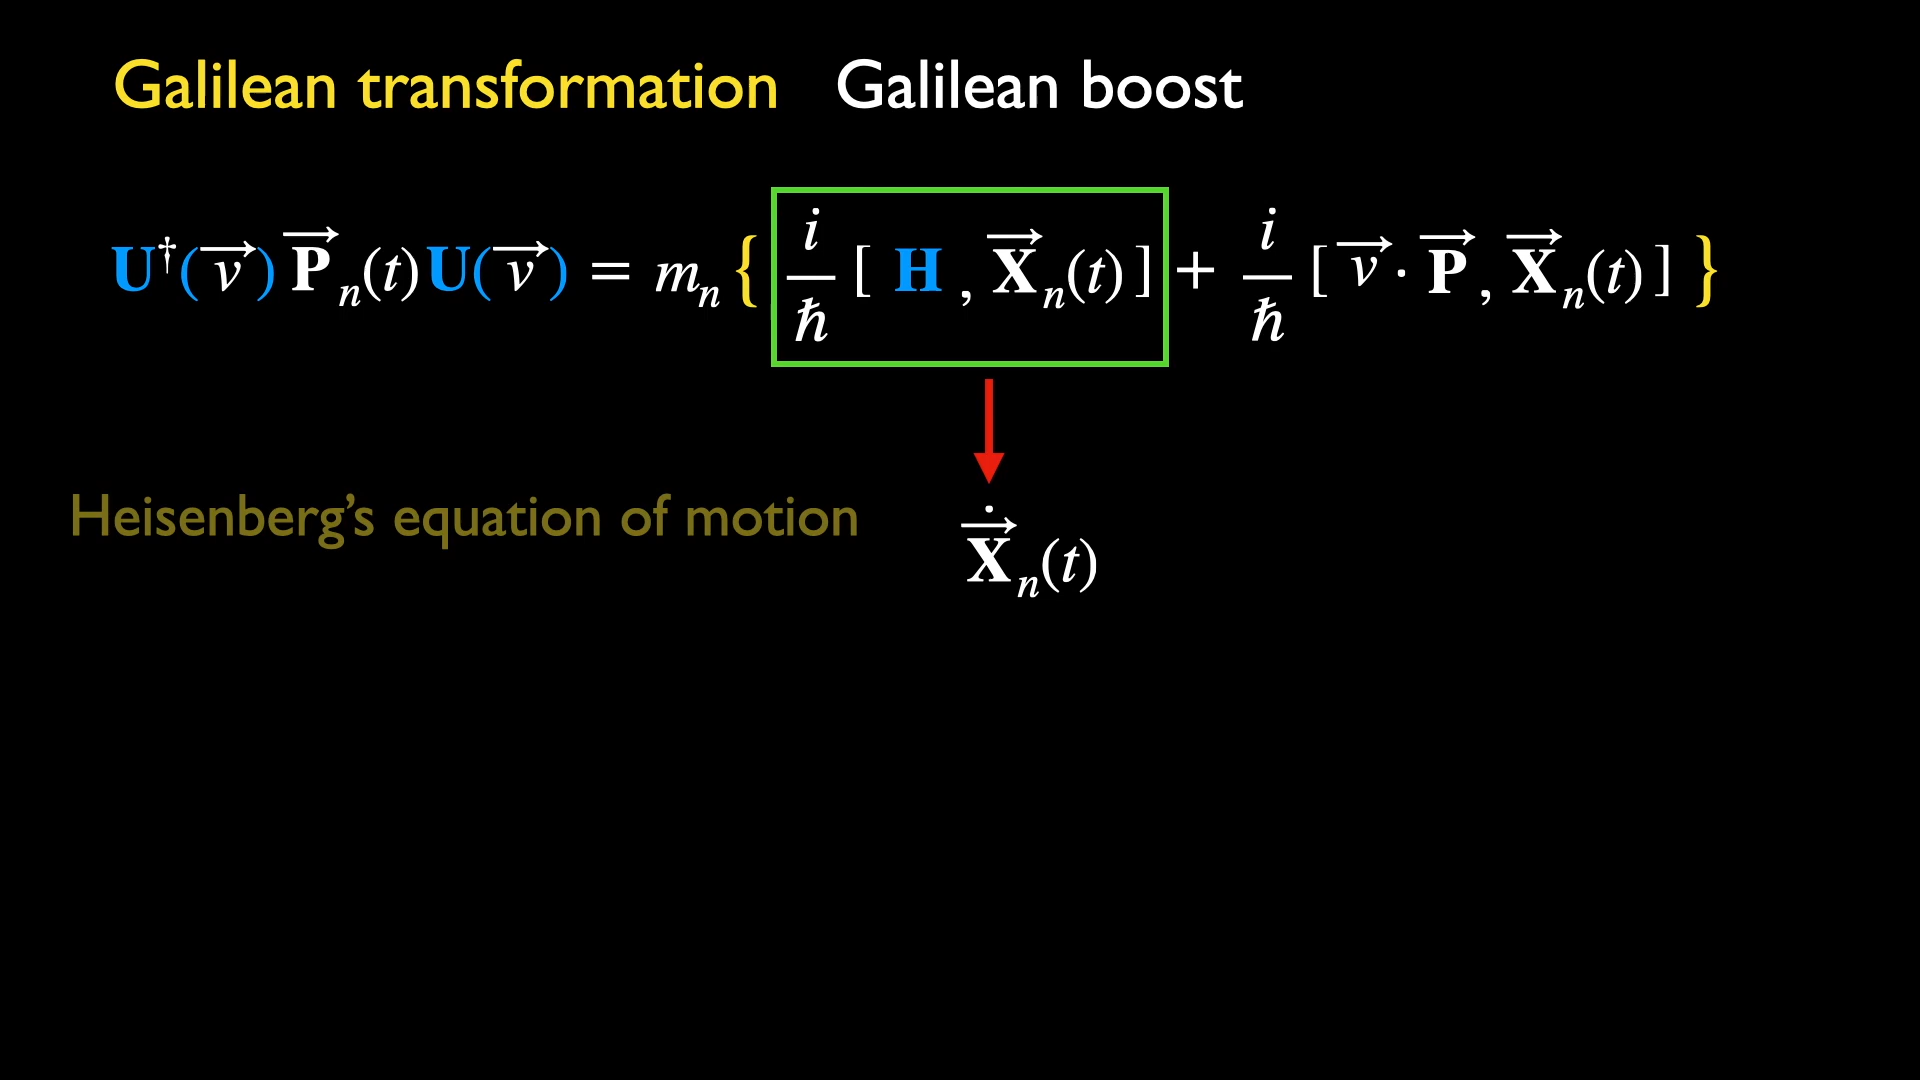 Galilean transformation Galilean boost
U†(v⃗) P⃗ₙ(t) U(v⃗) = mₙ { i/ħ [ H , X⃗ₙ(t) ] + i/ħ [ v⃗ · P⃗ , X⃗ₙ(t) ] }
Heisenberg’s equation of motion
Ẋ⃗ₙ(t)